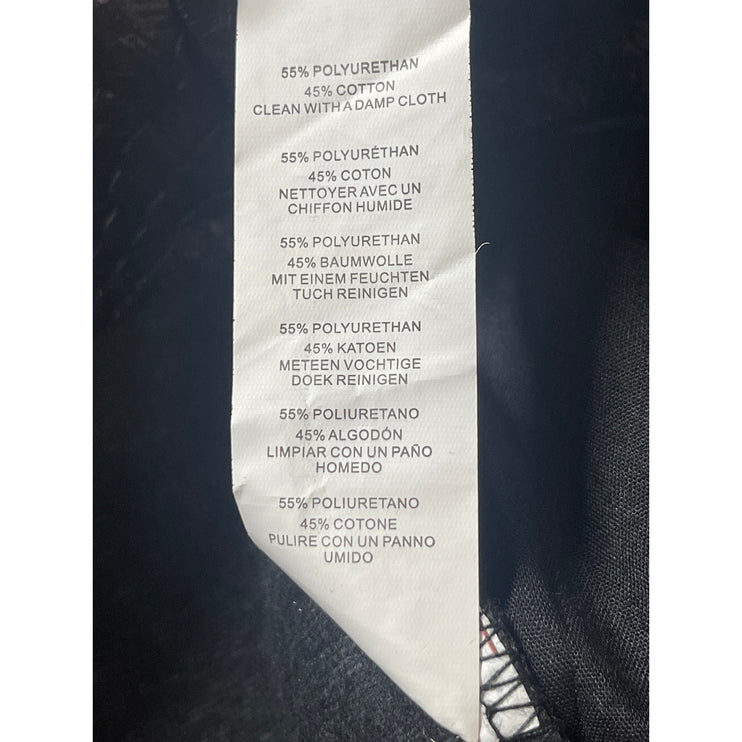 55% POLYURETHAN
45% COTTON
CLEAN WITH A DAMP CLOTH
55% POLYURÉTHAN
45% COTON
NETTOYER AVEC UN
CHIFFON HUMIDE
55% POLYURETHAN
45% BAUMWOLLE
MIT EINEM FEUCHTEN
TUCH REINIGEN
55% POLYURETHAN
45% KATOEN
METEEN VOCHTIGE
DOEK REINIGEN
55% POLIURETANO
45% ALGODÓN
LIMPIAR CON UN PAÑO
HOMEDO
55% POLIURETANO
45% COTONE
PULIRE CON UN PANNO
UMIDO